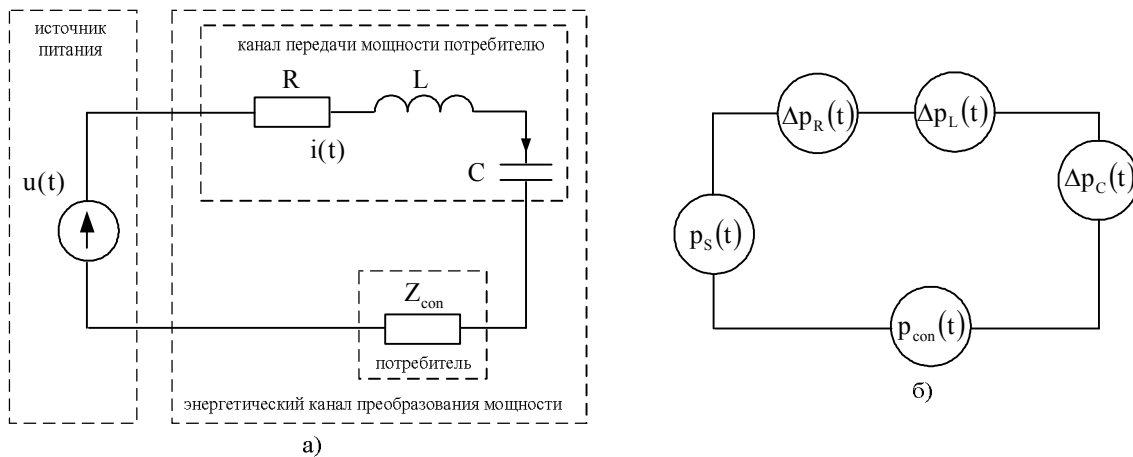 источник
питания
канал передачи мощности потребителю
R
L
i(t)
C
u(t)
Z_con
потребитель
энергетический канал преобразования мощности
а)
Δp_R(t)
Δp_L(t)
Δp_C(t)
p_S(t)
p_con(t)
б)